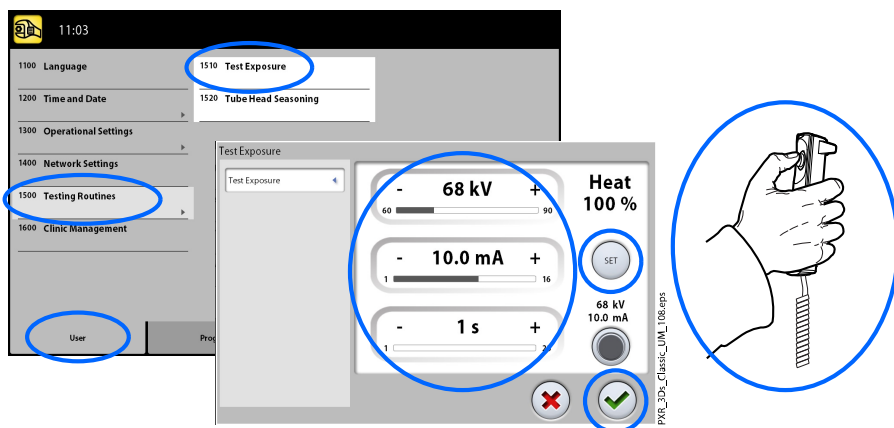 11:03
1100 Language
1200 Time and Date
1300 Operational Settings
1400 Network Settings
1500 Testing Routines
1600 Clinic Management
1510 Test Exposure
1520 Tube Head Seasoning
User
Test Exposure
Test Exposure
- 68 kV +
60 90
- 10.0 mA +
1 16
- 1 s +
1
Heat
100 %
SET
68 kV
10.0 mA
PXR_3Ds_Classic_UM_108.eps